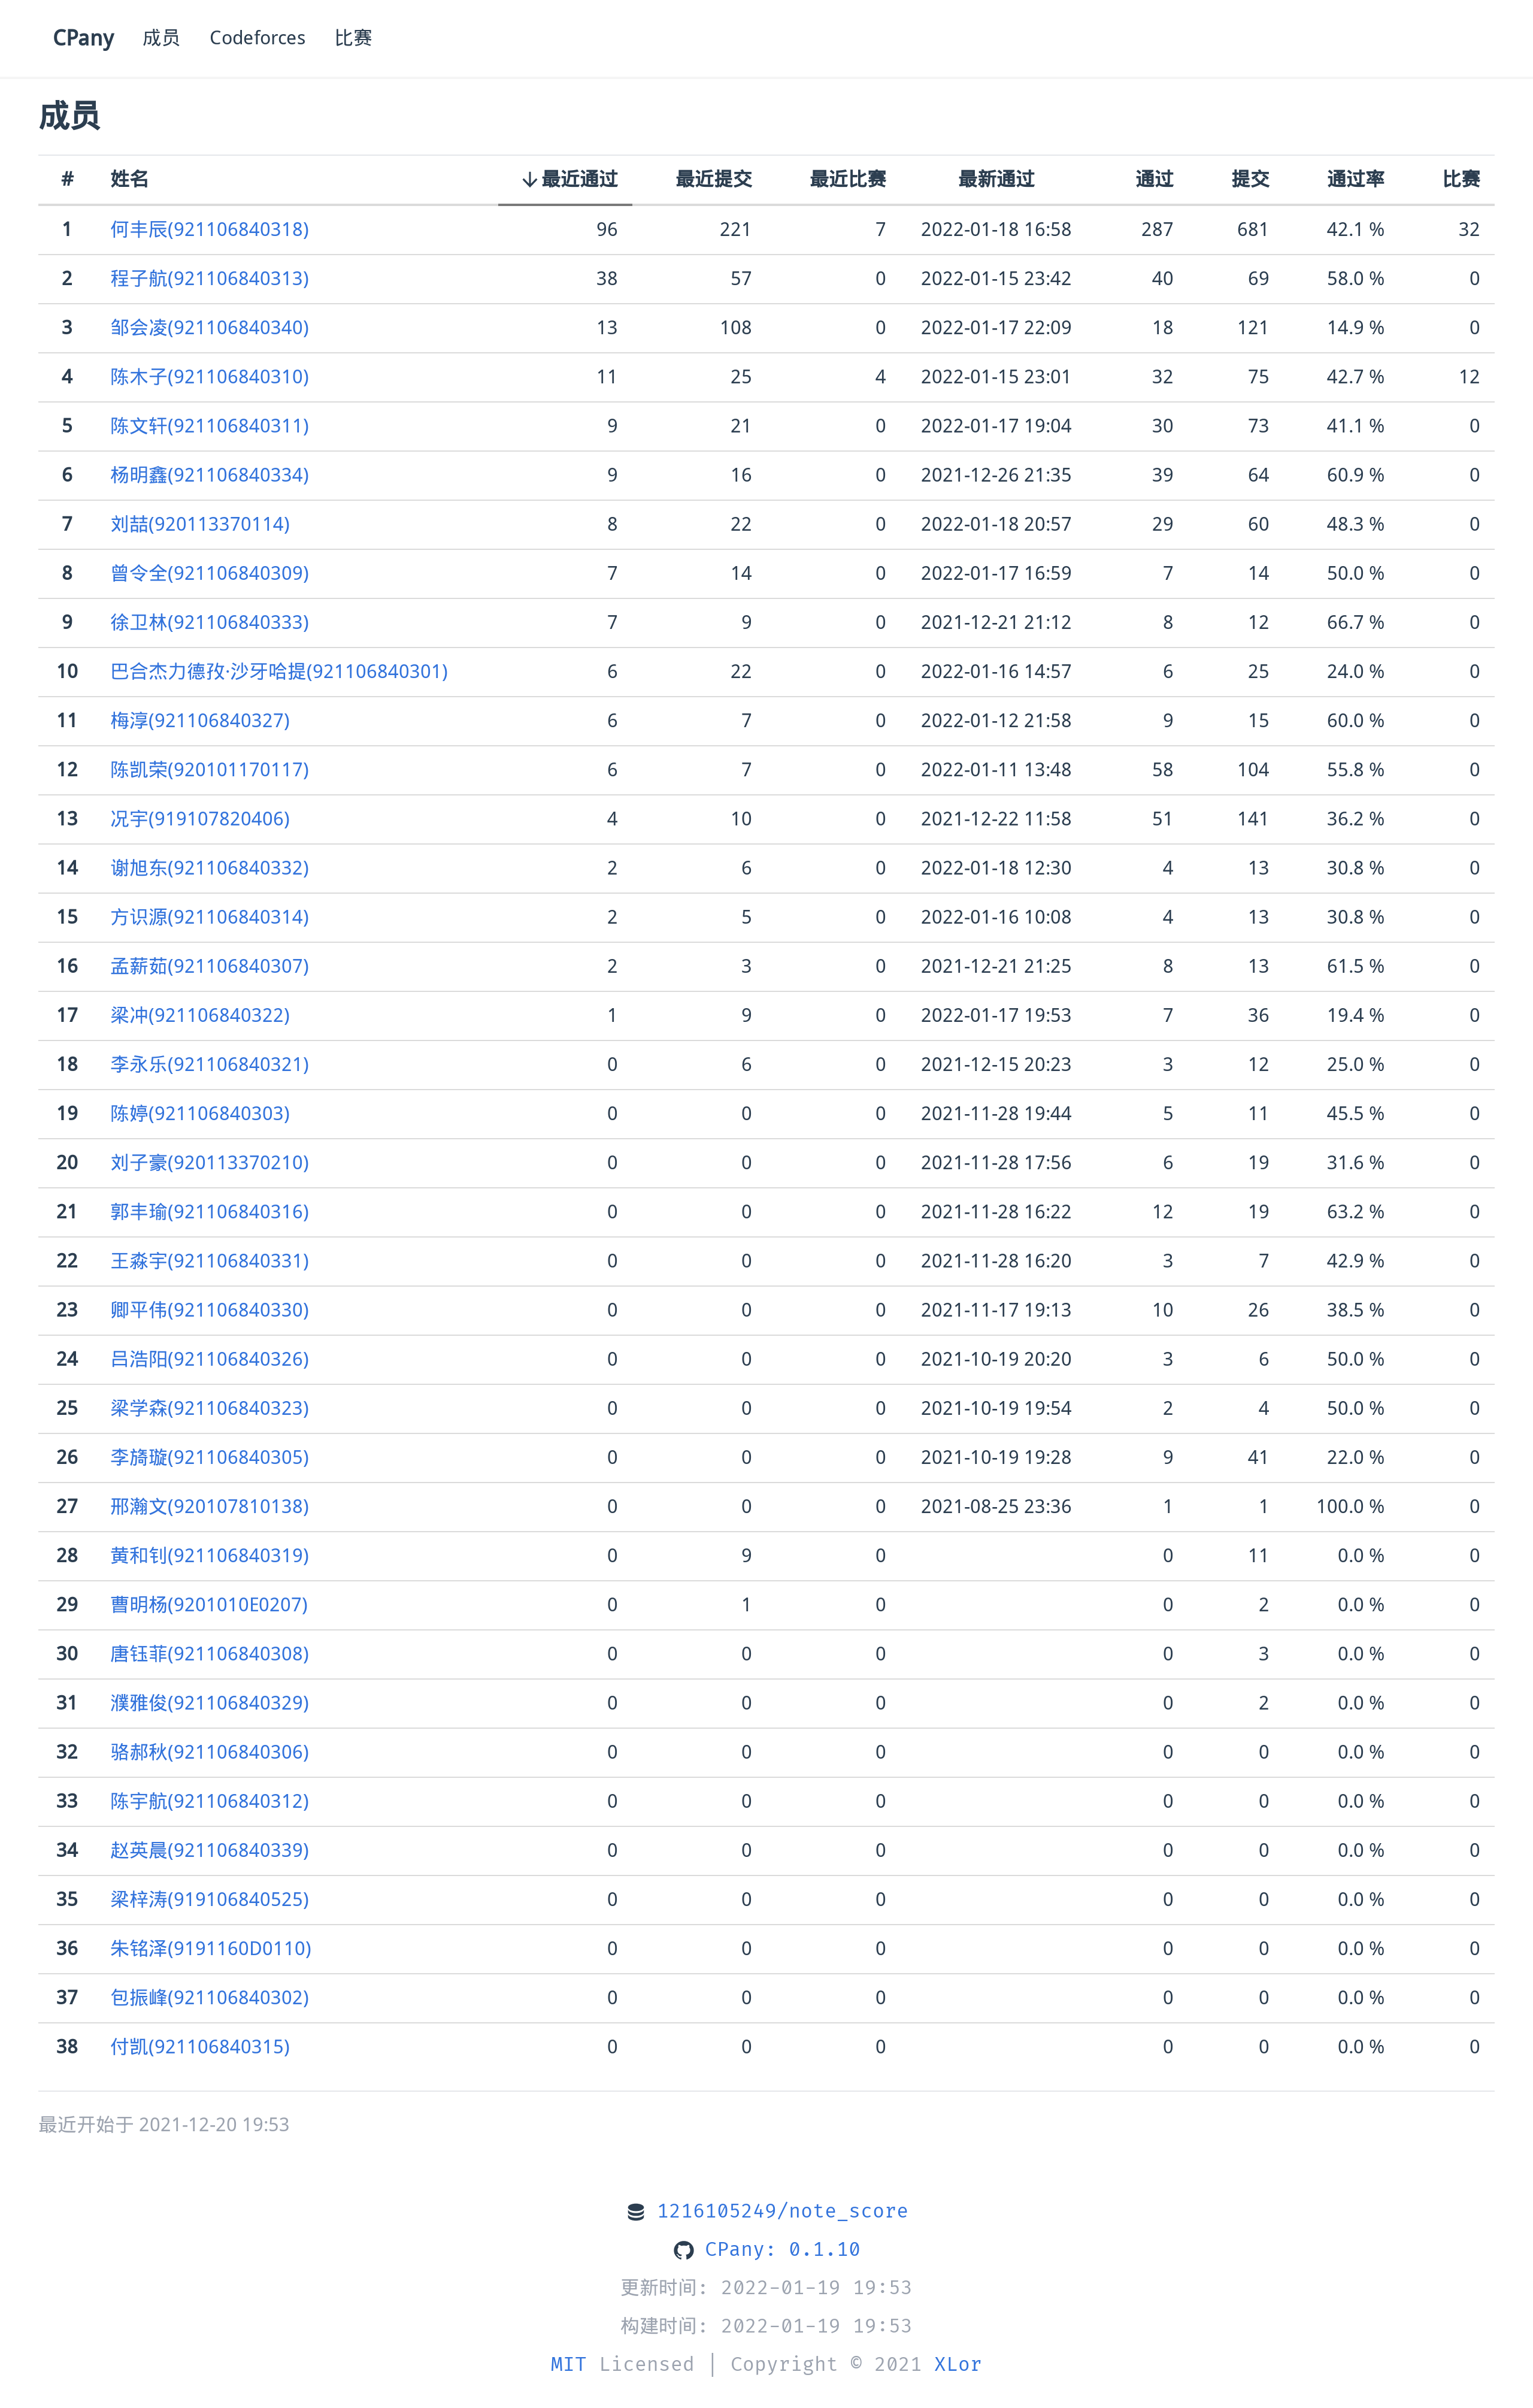 CPany 成员 Codeforces 比赛
成员
# 姓名 ↓最近通过 最近提交 最近比赛 最新通过 通过 提交 通过率 比赛
1 何丰辰(921106840318) 96 221 7 2022-01-18 16:58 287 681 42.1 % 32
2 程子航(921106840313) 38 57 0 2022-01-15 23:42 40 69 58.0 % 0
3 邹会凌(921106840340) 13 108 0 2022-01-17 22:09 18 121 14.9 % 0
4 陈木子(921106840310) 11 25 4 2022-01-15 23:01 32 75 42.7 % 12
5 陈文轩(921106840311) 9 21 0 2022-01-17 19:04 30 73 41.1 % 0
6 杨明鑫(921106840334) 9 16 0 2021-12-26 21:35 39 64 60.9 % 0
7 刘喆(920113370114) 8 22 0 2022-01-18 20:57 29 60 48.3 % 0
8 曾令全(921106840309) 7 14 0 2022-01-17 16:59 7 14 50.0 % 0
9 徐卫林(921106840333) 7 9 0 2021-12-21 21:12 8 12 66.7 % 0
10 巴合杰力德孜·沙牙哈提(921106840301) 6 22 0 2022-01-16 14:57 6 25 24.0 % 0
11 梅淳(921106840327) 6 7 0 2022-01-12 21:58 9 15 60.0 % 0
12 陈凯荣(920101170117) 6 7 0 2022-01-11 13:48 58 104 55.8 % 0
13 况宇(919107820406) 4 10 0 2021-12-22 11:58 51 141 36.2 % 0
14 谢旭东(921106840332) 2 6 0 2022-01-18 12:30 4 13 30.8 % 0
15 方识源(921106840314) 2 5 0 2022-01-16 10:08 4 13 30.8 % 0
16 孟薪茹(921106840307) 2 3 0 2021-12-21 21:25 8 13 61.5 % 0
17 梁冲(921106840322) 1 9 0 2022-01-17 19:53 7 36 19.4 % 0
18 李永乐(921106840321) 0 6 0 2021-12-15 20:23 3 12 25.0 % 0
19 陈婷(921106840303) 0 0 0 2021-11-28 19:44 5 11 45.5 % 0
20 刘子豪(920113370210) 0 0 0 2021-11-28 17:56 6 19 31.6 % 0
21 郭丰瑜(921106840316) 0 0 0 2021-11-28 16:22 12 19 63.2 % 0
22 王淼宇(921106840331) 0 0 0 2021-11-28 16:20 3 7 42.9 % 0
23 卿平伟(921106840330) 0 0 0 2021-11-17 19:13 10 26 38.5 % 0
24 吕浩阳(921106840326) 0 0 0 2021-10-19 20:20 3 6 50.0 % 0
25 梁学森(921106840323) 0 0 0 2021-10-19 19:54 2 4 50.0 % 0
26 李旖璇(921106840305) 0 0 0 2021-10-19 19:28 9 41 22.0 % 0
27 邢瀚文(920107810138) 0 0 0 2021-08-25 23:36 1 1 100.0 % 0
28 黄和钊(921106840319) 0 9 0 0 11 0.0 % 0
29 曹明杨(9201010E0207) 0 1 0 0 2 0.0 % 0
30 唐钰菲(921106840308) 0 0 0 0 3 0.0 % 0
31 濮雅俊(921106840329) 0 0 0 0 2 0.0 % 0
32 骆郝秋(921106840306) 0 0 0 0 0 0.0 % 0
33 陈宇航(921106840312) 0 0 0 0 0 0.0 % 0
34 赵英晨(921106840339) 0 0 0 0 0 0.0 % 0
35 梁梓涛(919106840525) 0 0 0 0 0 0.0 % 0
36 朱铭泽(9191160D0110) 0 0 0 0 0 0.0 % 0
37 包振峰(921106840302) 0 0 0 0 0 0.0 % 0
38 付凯(921106840315) 0 0 0 0 0 0.0 % 0
最近开始于 2021-12-20 19:53
1216105249/note_score
CPany: 0.1.10
更新时间: 2022-01-19 19:53
构建时间: 2022-01-19 19:53
MIT Licensed | Copyright © 2021 XLor